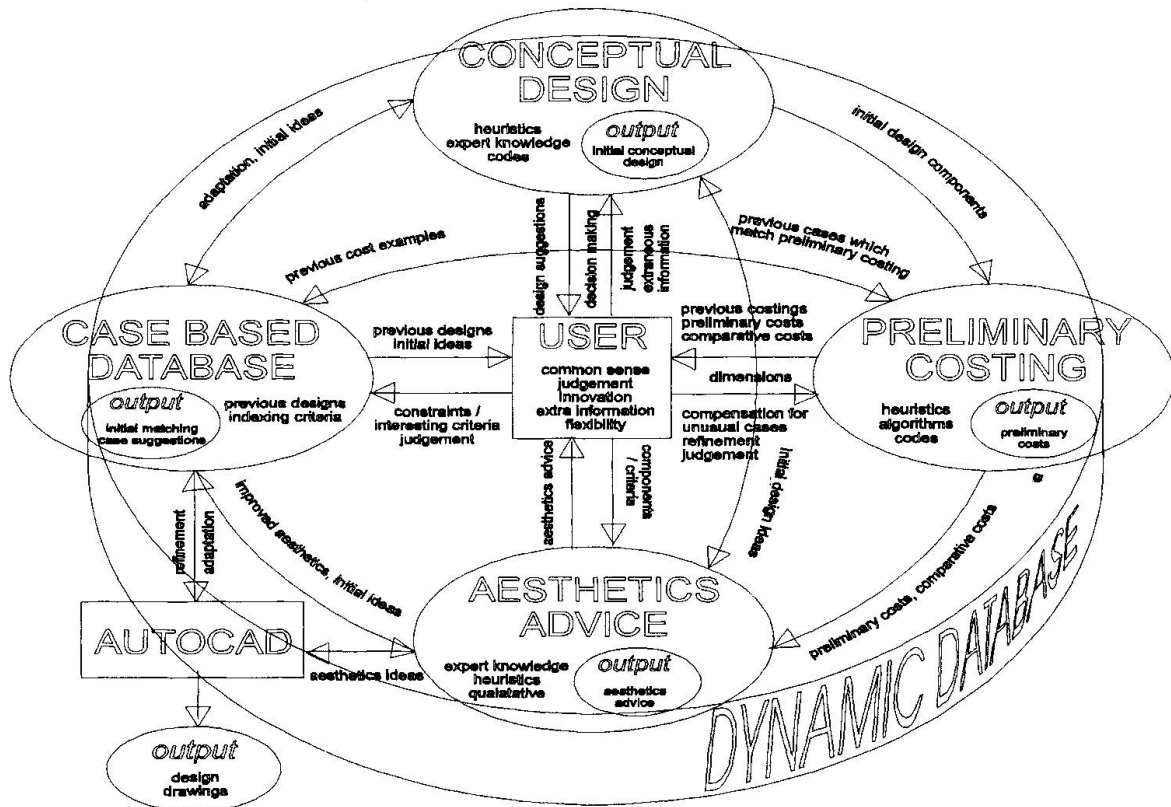 CONCEPTUAL
DESIGN
heuristics
expert knowledge
codes
output
initial conceptual
design
adaptation, initial ideas
initial design components
previous cost examples
design suggestions
decision making
judgement
extraneous
information
previous cases which
match preliminary costing
CASE BASED
DATABASE
output
initial matching
case suggestions
previous designs
indexing criteria
previous designs
initial ideas
constraints /
interesting criteria
judgement
USER
common sense
judgement
innovation
extra information
flexibility
previous costings
preliminary costs
comparative costs
dimensions
compensation for
unusual cases
refinement
judgement
PRELIMINARY
COSTING
heuristics
algorithms
codes
output
preliminary
costs
a
aesthetics advice
components
/ criteria
initial design ideas
refinement
adaptation
improved aesthetics, initial ideas
preliminary costs, comparative costs
AUTOCAD
aesthetics ideas
AESTHETICS
ADVICE
expert knowledge
heuristics
qualatative
output
aesthetics
advice
output
design
drawings
DYNAMIC DATABASE